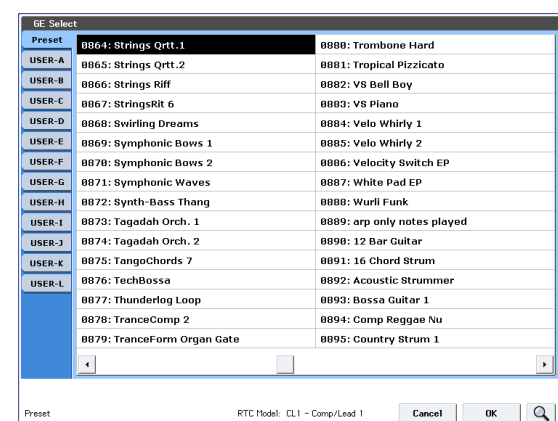 GE Select
Preset
USER-A
USER-B
USER-C
USER-D
USER-E
USER-F
USER-G
USER-H
USER-I
USER-J
USER-K
USER-L
0864: Strings Qrtt.1
0865: Strings Qrtt.2
0866: Strings Riff
0867: StringsRit 6
0868: Swirling Dreams
0869: Symphonic Bows 1
0870: Symphonic Bows 2
0871: Symphonic Waves
0872: Synth-Bass Thang
0873: Tagadah Orch. 1
0874: Tagadah Orch. 2
0875: TangoChords 7
0876: TechBossa
0877: Thunderlog Loop
0878: TranceComp 2
0879: TranceForm Organ Gate
0880: Trombone Hard
0881: Tropical Pizzicato
0882: VS Bell Boy
0883: VS Piano
0884: Velo Whirly 1
0885: Velo Whirly 2
0886: Velocity Switch EP
0887: White Pad EP
0888: Wurli Funk
0889: arp only notes played
0890: 12 Bar Guitar
0891: 16 Chord Strum
0892: Acoustic Strummer
0893: Bossa Guitar 1
0894: Comp Reggae Nu
0895: Country Strum 1
Preset
RTC Model: CL1 - Comp/Lead 1
Cancel
OK